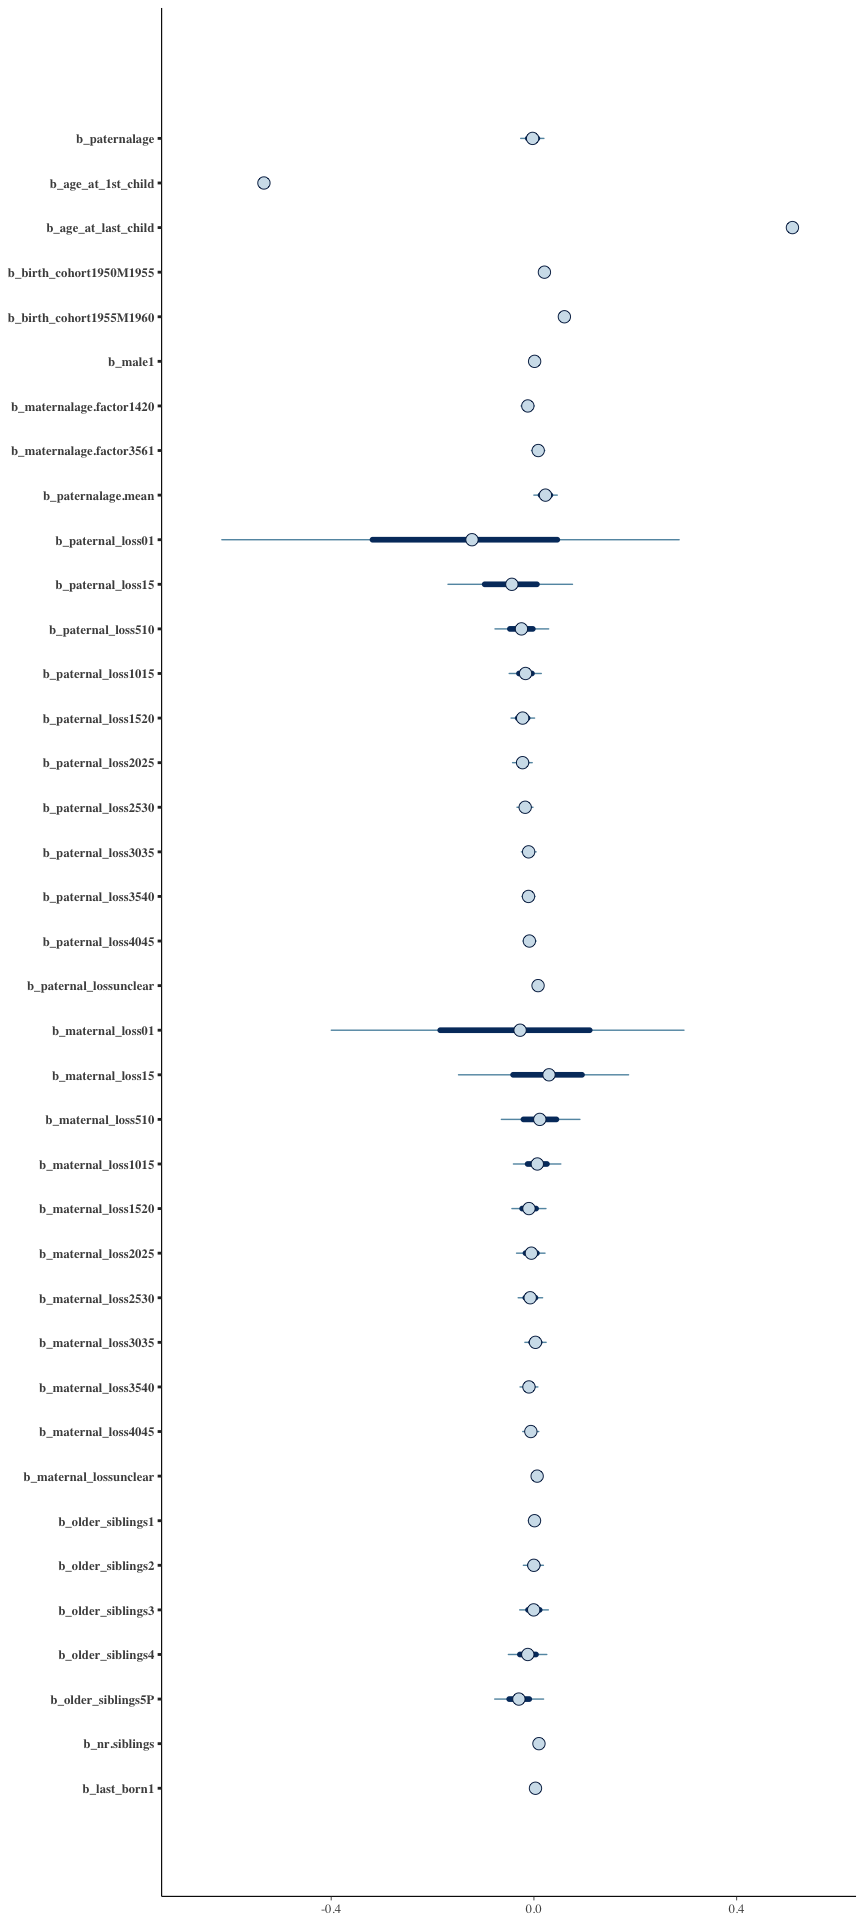 b_paternalage
b_age_at_1st_child
b_age_at_last_child
b_birth_cohort1950M1955
b_birth_cohort1955M1960
b_male1
b_maternalage.factor1420
b_maternalage.factor3561
b_paternalage.mean
b_paternal_loss01
b_paternal_loss15
b_paternal_loss510
b_paternal_loss1015
b_paternal_loss1520
b_paternal_loss2025
b_paternal_loss2530
b_paternal_loss3035
b_paternal_loss3540
b_paternal_loss4045
b_paternal_lossunclear
b_maternal_loss01
b_maternal_loss15
b_maternal_loss510
b_maternal_loss1015
b_maternal_loss1520
b_maternal_loss2025
b_maternal_loss2530
b_maternal_loss3035
b_maternal_loss3540
b_maternal_loss4045
b_maternal_lossunclear
b_older_siblings1
b_older_siblings2
b_older_siblings3
b_older_siblings4
b_older_siblings5P
b_nr.siblings
b_last_born1
-0.4 0.0 0.4